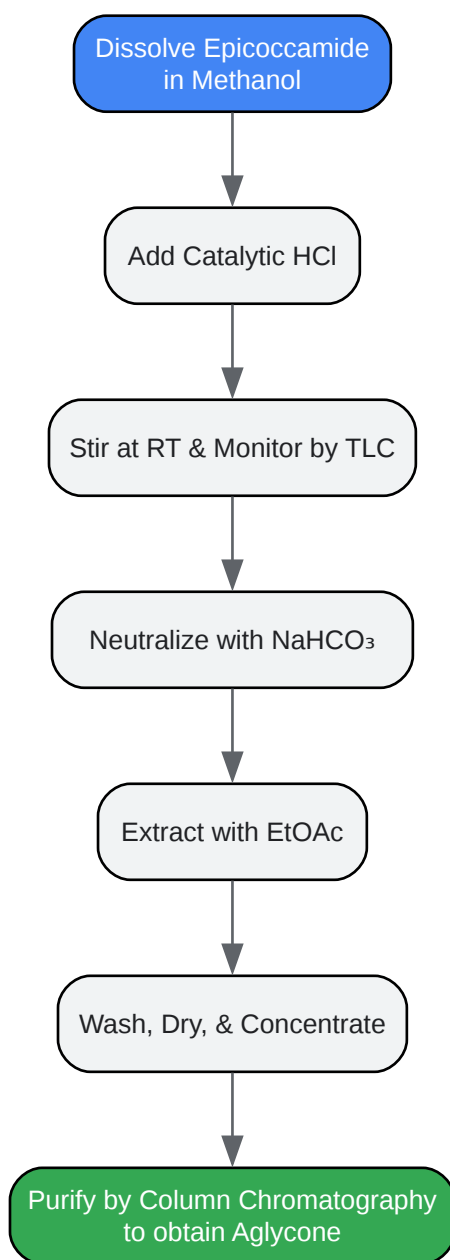 Dissolve Epicoccamide
in Methanol
Add Catalytic HCl
Stir at RT & Monitor by TLC
Neutralize with NaHCO₃
Extract with EtOAc
Wash, Dry, & Concentrate
Purify by Column Chromatography
to obtain Aglycone